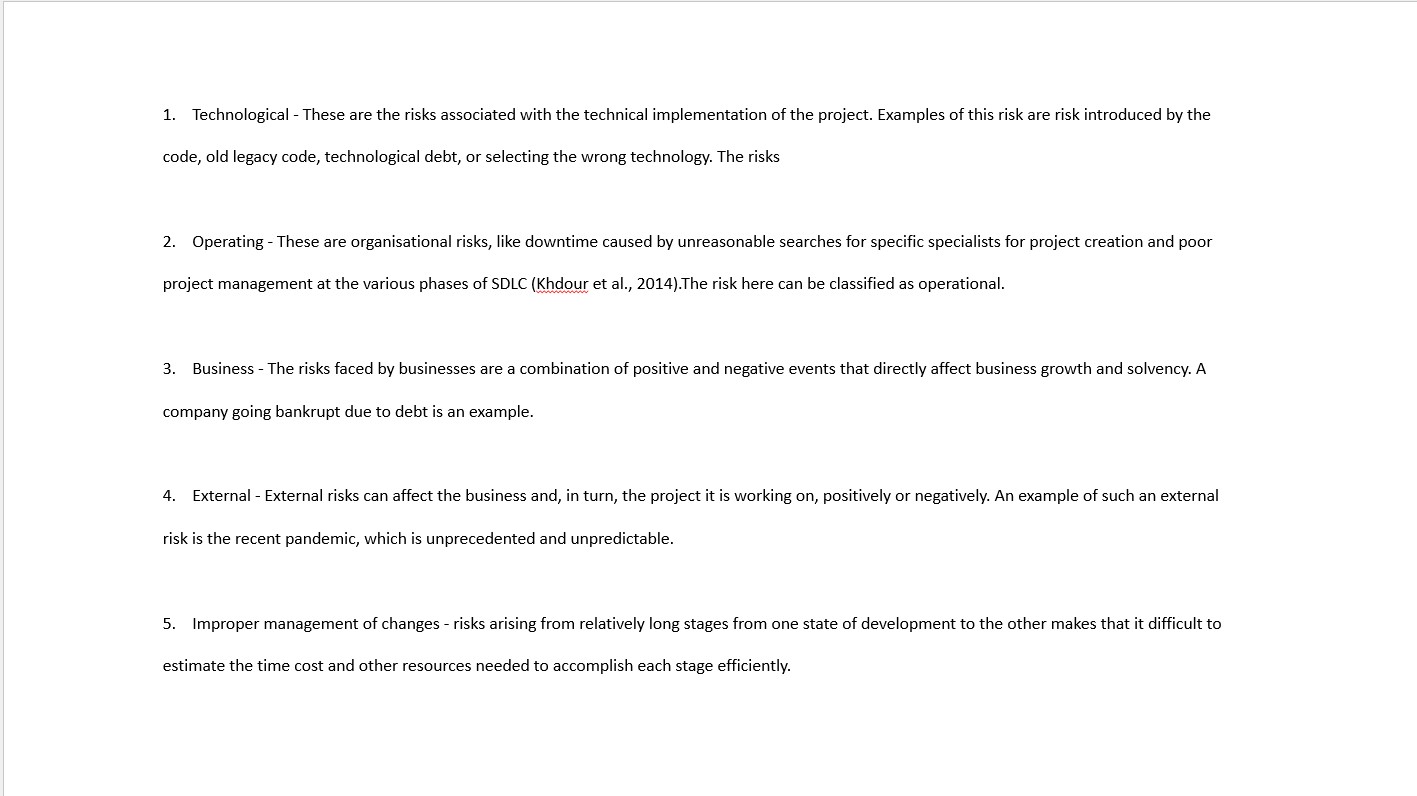 1. Technological - These are the risks associated with the technical implementation of the project. Examples of this risk are risk introduced by the
code, old legacy code, technological debt, or selecting the wrong technology. The risks
2. Operating - These are organisational risks, like downtime caused by unreasonable searches for specific specialists for project creation and poor
project management at the various phases of SDLC (Khdour et al., 2014).The risk here can be classified as operational.
3. Business - The risks faced by businesses are a combination of positive and negative events that directly affect business growth and solvency. A
company going bankrupt due to debt is an example.
4. External - External risks can affect the business and, in turn, the project it is working on, positively or negatively. An example of such an external
risk is the recent pandemic, which is unprecedented and unpredictable.
5. Improper management of changes - risks arising from relatively long stages from one state of development to the other makes that it difficult to
estimate the time cost and other resources needed to accomplish each stage efficiently.